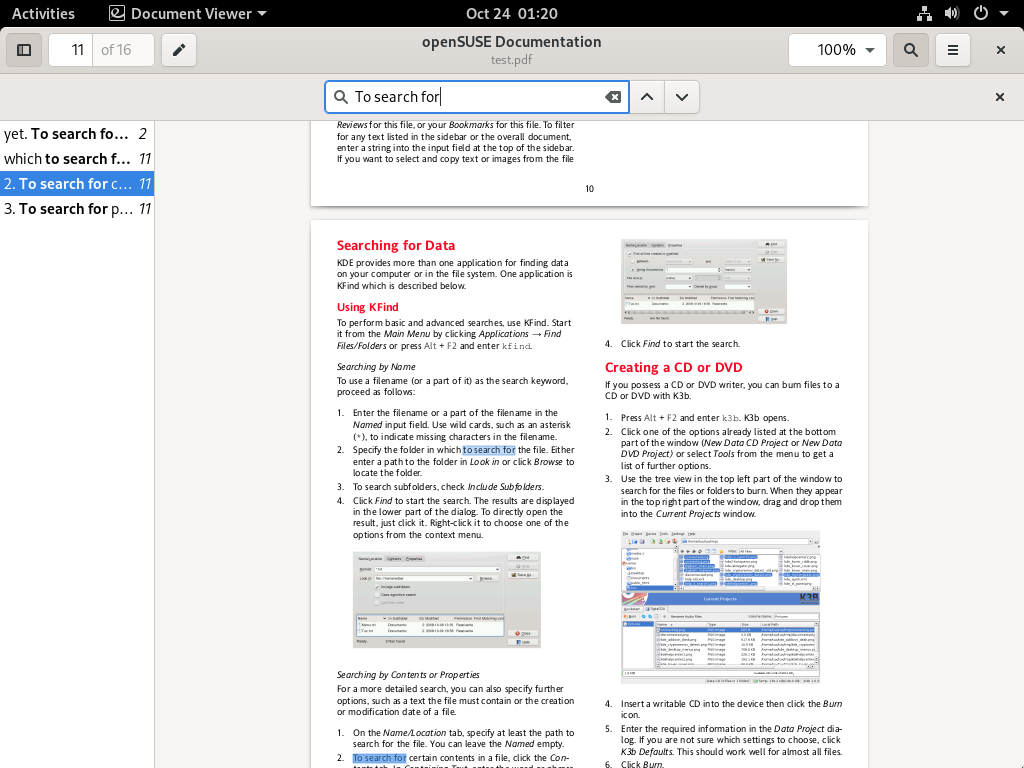 Activities
Document Viewer
Oct 24 01:20
11
of 16
openSUSE Documentation
test.pdf
100%
To search for
yet. To search fo... 2
which to search f... 11
2. To search for c... 11
3. To search for p... 11
Reviews for this file, or your Bookmarks for this file. To filter
for any text listed in the sidebar or the overall document,
enter a string into the input field at the top of the sidebar.
If you want to select and copy text or images from the file
10
Searching for Data
KDE provides more than one application for finding data
on your computer or in the file system. One application is
KFind which is described below.
Using KFind
To perform basic and advanced searches, use KFind. Start
it from the Main Menu by clicking Applications → Find
Files/Folders or press Alt + F2 and enter kfind.
Searching by Name
To use a filename (or a part of it) as the search keyword,
proceed as follows:
1. Enter the filename or a part of the filename in the
Named input field. Use wild cards, such as an asterisk
(*), to indicate missing characters in the filename.
2. Specify the folder in which to search for the file. Either
enter a path to the folder in Look in or click Browse to
locate the folder.
3. To search subfolders, check Include Subfolders.
4. Click Find to start the search. The results are displayed
in the lower part of the dialog. To directly open the
result, just click it. Right-click it to choose one of the
options from the context menu.
Searching by Contents or Properties
For a more detailed search, you can also specify further
options, such as a text the file must contain or the creation
or modification date of a file.
1. On the Name/Location tab, specify at least the path to
search for the file. You can leave the Named empty.
2. To search for certain contents in a file, click the Con-
4. Click Find to start the search.
Creating a CD or DVD
If you possess a CD or DVD writer, you can burn files to a
CD or DVD with K3b.
1. Press Alt + F2 and enter k3b. K3b opens.
2. Click one of the options already listed at the bottom
part of the window (New Data CD Project or New Data
DVD Project) or select Tools from the menu to get a
list of further options.
3. Use the tree view in the top left part of the window to
search for the files or folders to burn. When they appear
in the top right part of the window, drag and drop them
into the Current Projects window.
Current Projects
4. Insert a writable CD into the device then click the Burn
icon.
5. Enter the required information in the Data Project dia-
log. If you are not sure which settings to choose, click
K3b Defaults. This should work well for almost all files.
6. Click Burn.